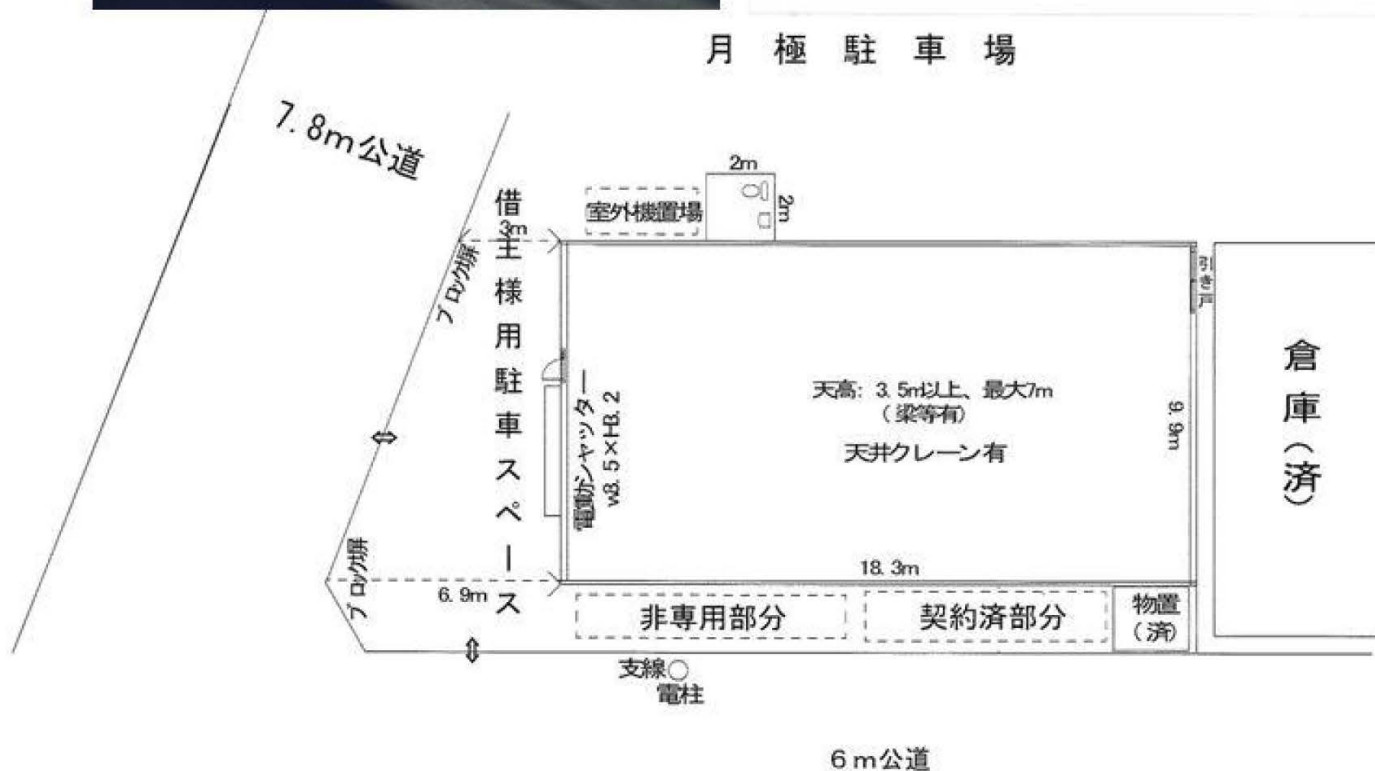 月極駐車場
7.8m公道
2m
2m
室外機置場
借主様用駐車スペース
3m
ブロック塀
引き戸
倉庫(済)
天高: 3.5m以上、最大7m
(梁等有)
天井クレーン有
9.9m
電動シャッター
W3.5×H3.2
ブロック塀
18.3m
6.9m
非専用部分
契約済部分
物置
(済)
支線
電柱
6m公道